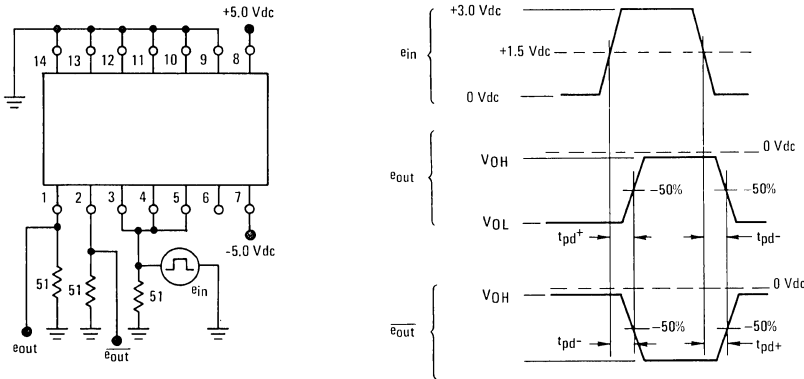 +5.0 Vdc
14 13 12 11 10 9 8
1 2 3 4 5 6 7
-5.0 Vdc
51
51
51
ein
eout
eout
+3.0 Vdc
ein
+1.5 Vdc
0 Vdc
0 Vdc
VOH
eout
-50% -50%
VOL
tpd+ tpd-
0 Vdc
VOH
eout
-50% -50%
tpd- tpd+